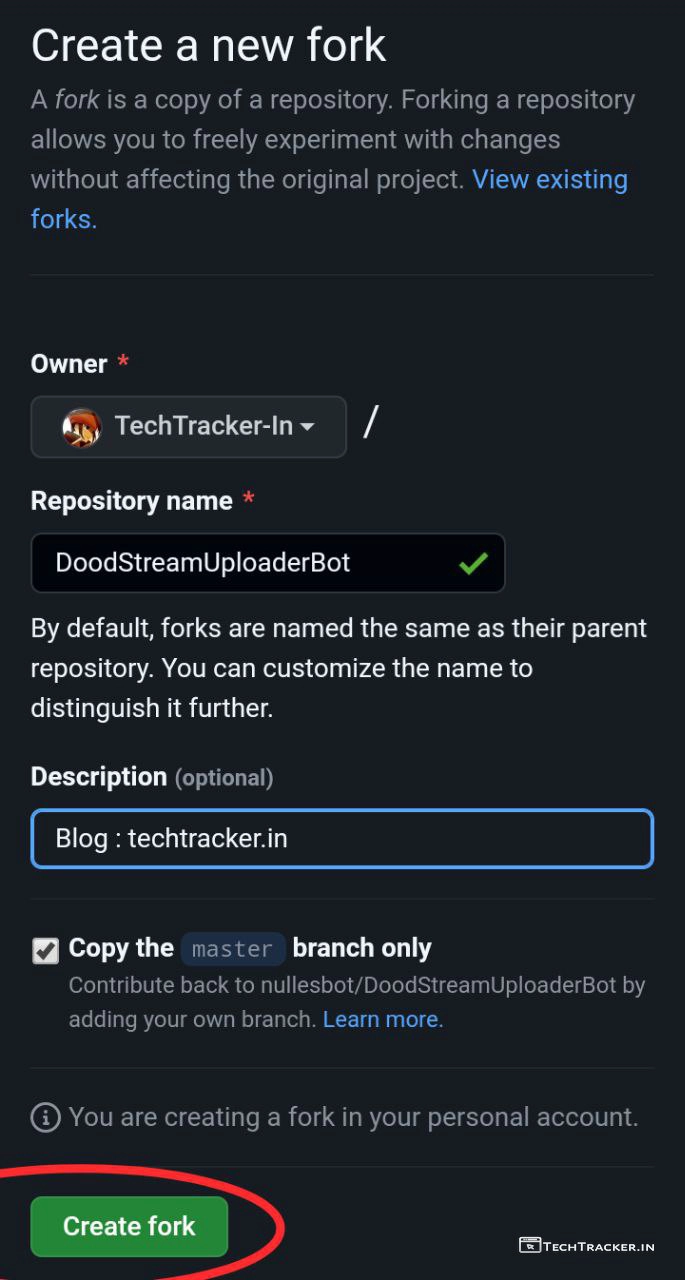 Create a new fork
A fork is a copy of a repository. Forking a repository
allows you to freely experiment with changes
without affecting the original project. View existing
forks.
Owner *
TechTracker-In /
Repository name *
DoodStreamUploaderBot
By default, forks are named the same as their parent
repository. You can customize the name to
distinguish it further.
Description (optional)
Blog : techtracker.in
Copy the master branch only
Contribute back to nullesbot/DoodStreamUploaderBot by
adding your own branch. Learn more.
You are creating a fork in your personal account.
Create fork
TECHTRACKER.IN